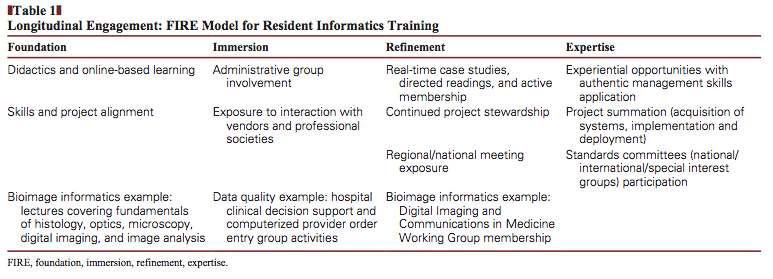 Table 1
Longitudinal Engagement: FIRE Model for Resident Informatics Training
Foundation Immersion Refinement Expertise
Didactics and online-based learning Administrative group Real-time case studies, Experiential opportunities with
involvement directed readings, and active authentic management skills
membership application
Skills and project alignment Exposure to interaction with Continued project stewardship Project summation (acquisition of
vendors and professional systems, implementation and
societies deployment)
Regional/national meeting Standards committees (national/
exposure international/special interest
groups) participation
Bioimage informatics example: Data quality example: hospital Bioimage informatics example:
lectures covering fundamentals clinical decision support and Digital Imaging and
of histology, optics, microscopy, computerized provider order Communications in Medicine
digital imaging, and image analysis entry group activities Working Group membership
FIRE, foundation, immersion, refinement, expertise.